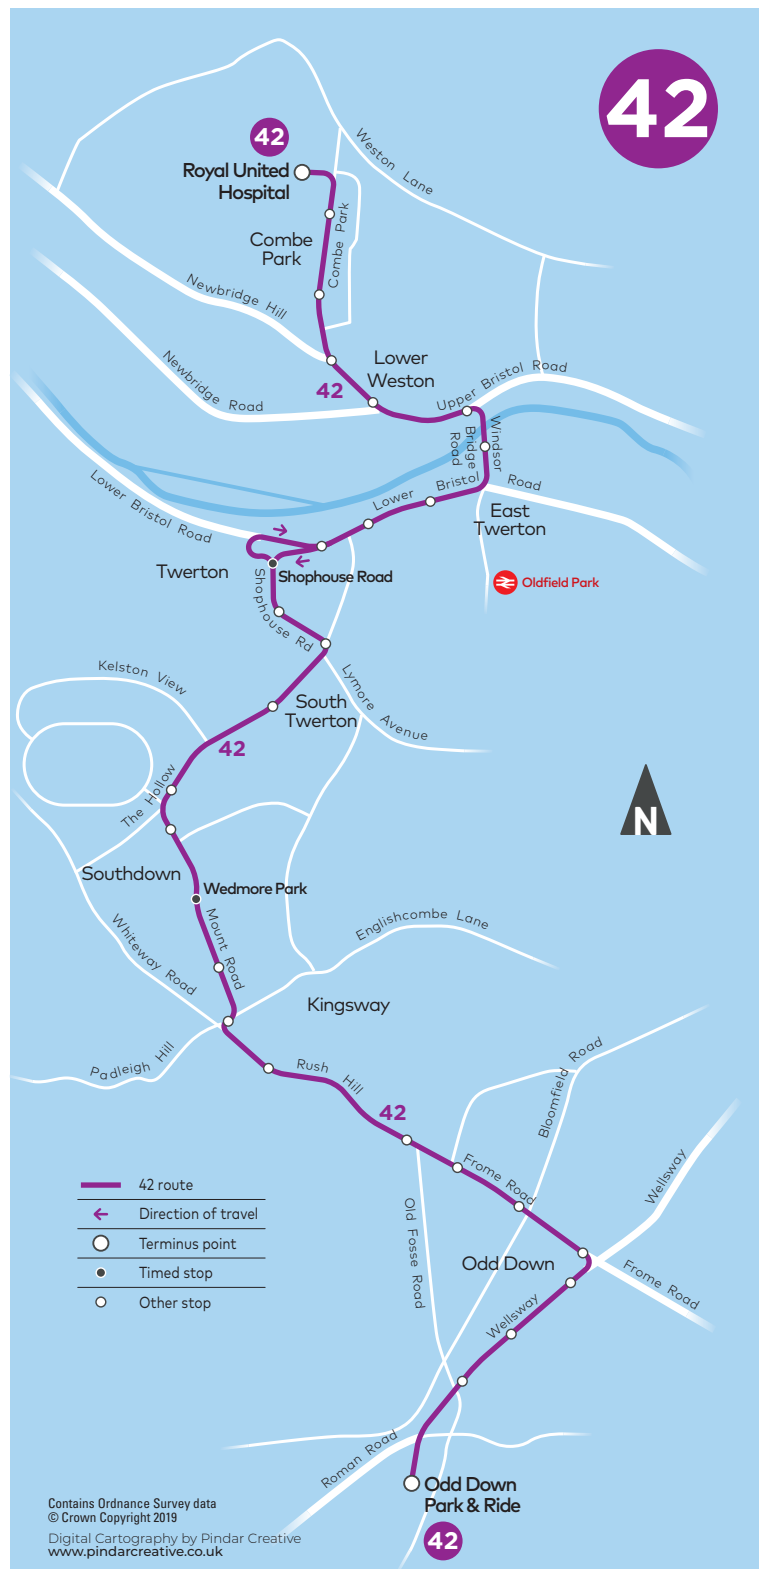 42
42
Royal United
Hospital
Weston Lane
Combe
Park
Combe Park
Newbridge Hill
Lower
Weston
42
Newbridge Road
Upper Bristol Road
Windsor
Bridge
Road
Lower Bristol Road
Lower Bristol Road
East
Twerton
Twerton
Shophouse Road
Oldfield Park
Shophouse Rd
Kelston View
Lymore Avenue
South
Twerton
42
The Hollow
N
Southdown
Wedmore Park
Mount Road
Englishcombe Lane
Whiteway Road
Kingsway
Padleigh Hill
Rush Hill
Bloomfield Road
42
Frome Road
Wellsway
Old Fosse Road
Odd Down
Frome Road
Wellsway
42 route
Direction of travel
Terminus point
Timed stop
Other stop
Roman Road
Odd Down
Park & Ride
42
Contains Ordnance Survey data
© Crown Copyright 2019
Digital Cartography by Pindar Creative
www.pindarcreative.co.uk